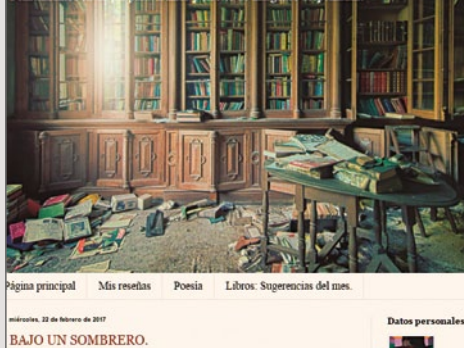 Página principal Mis reseñas Poesía Libros: Sugerencias del mes.
miércoles, 22 de febrero de 2017
BAJO UN SOMBRERO.
Datos personales